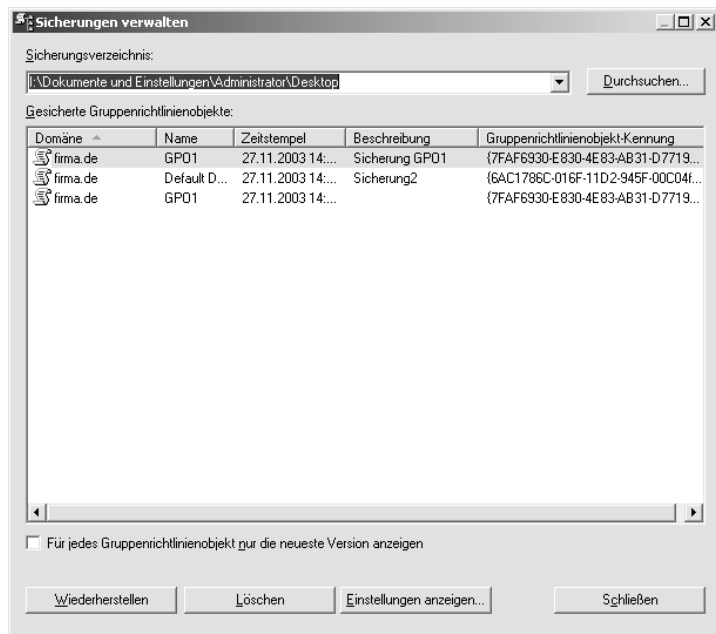 Sicherungen verwalten
Sicherungsverzeichnis:
I:\Dokumente und Einstellungen\Administrator\Desktop
Durchsuchen...
Gesicherte Gruppenrichtlinienobjekte:
Domäne Name Zeitstempel Beschreibung Gruppenrichtlinienobjekt-Kennung
firma.de GPO1 27.11.2003 14:... Sicherung GPO1 {7FAF6930-E830-4E83-AB31-D7719...
firma.de Default D... 27.11.2003 14:... Sicherung2 {6AC1786C-016F-11D2-945F-00C04f...
firma.de GPO1 27.11.2003 14:... {7FAF6930-E830-4E83-AB31-D7719...
Für jedes Gruppenrichtlinienobjekt nur die neueste Version anzeigen
Wiederherstellen Löschen Einstellungen anzeigen... Schließen